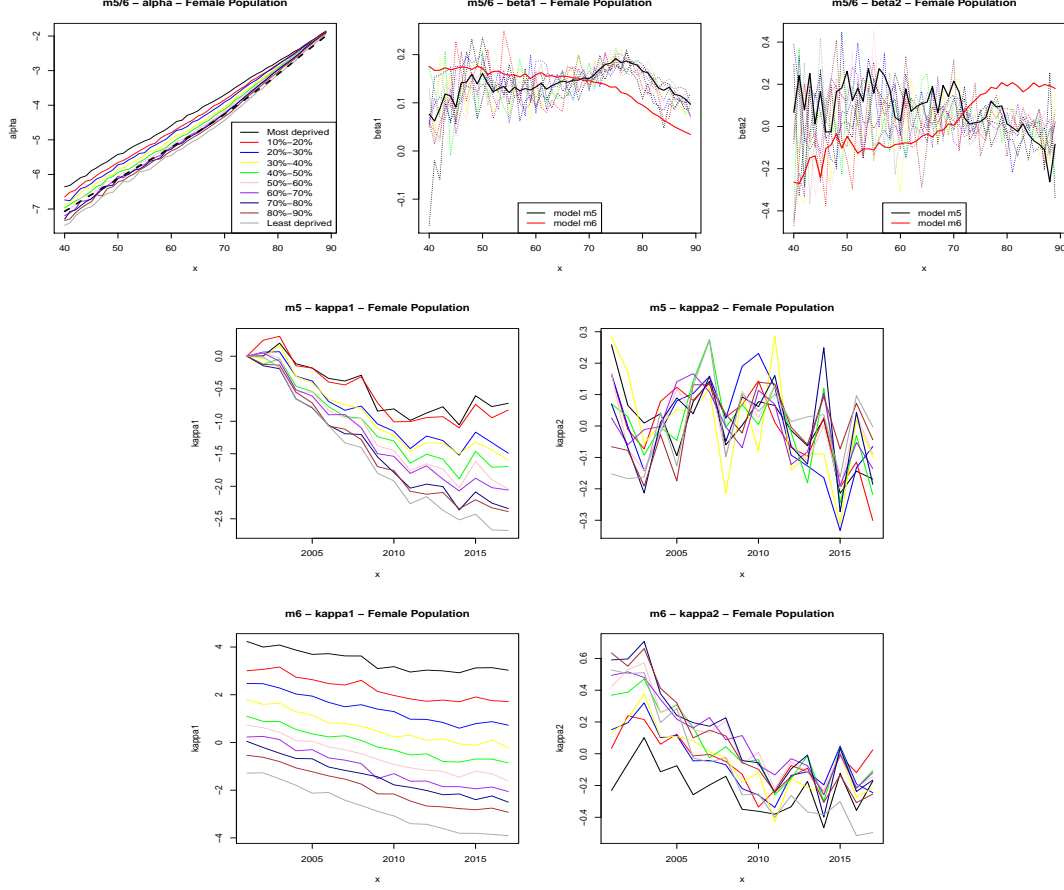 m5/6 – alpha – Female Population
m5/6 – beta1 – Female Population
m5/6 – beta2 – Female Population
alpha
-2
-3
-4
-5
-6
-7
40
50
60
70
80
90
x
Most deprived
10%–20%
20%–30%
30%–40%
40%–50%
50%–60%
60%–70%
70%–80%
80%–90%
Least deprived
beta1
0.2
0.1
0.0
−0.1
40
50
60
70
80
90
x
model m5
model m6
beta2
0.4
0.2
0.0
−0.2
−0.4
40
50
60
70
80
90
x
model m5
model m6
m5 – kappa1 – Female Population
kappa1
0.0
−0.5
−1.0
−1.5
−2.0
−2.5
2005
2010
2015
x
m5 – kappa2 – Female Population
kappa2
0.3
0.2
0.1
0.0
−0.1
−0.2
−0.3
2005
2010
2015
x
m6 – kappa1 – Female Population
kappa1
4
2
0
−2
−4
2005
2010
2015
x
m6 – kappa2 – Female Population
kappa2
0.6
0.4
0.2
0.0
−0.2
−0.4
2005
2010
2015
x